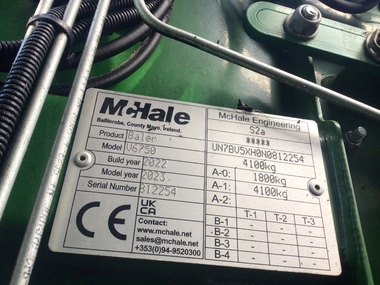 McHale
Ballinrobe, County Mayo, Ireland.
Product Baler
Model V6750
Build year 2022
Model year 2023
Serial Number 812254
CE
UK
CA
Contact:
www.mchale.net
sales@mchale.net
+353(0)94-9520300
McHale Engineering
S2a
*****
UN7BV5XH0N0812254
4100kg
A-0: 1800kg
A-1: 4100kg
A-2:
T-1 T-2 T-3
B-1
B-2
B-3
B-4